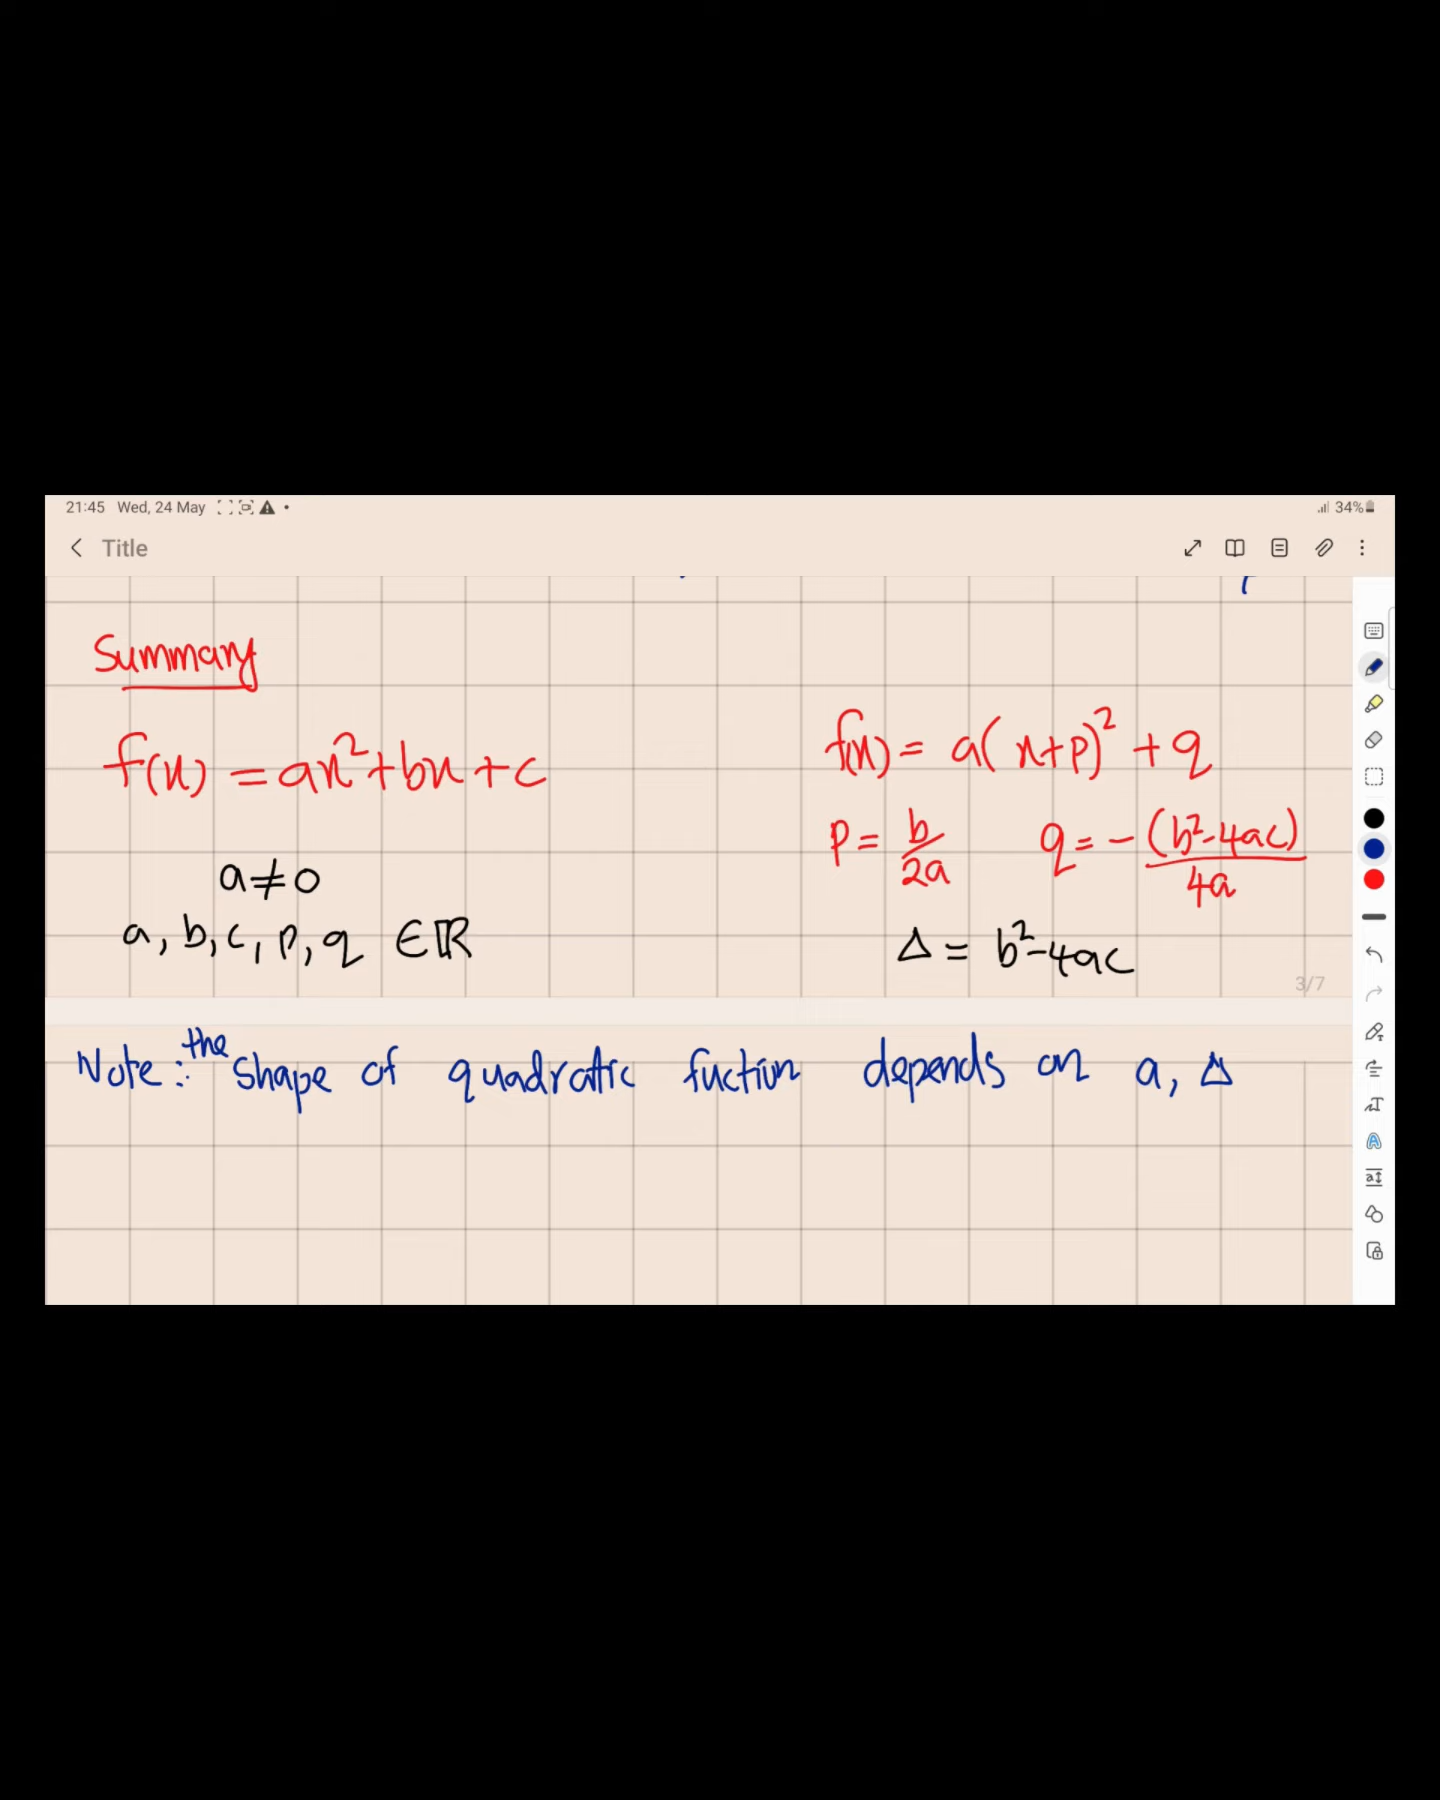 21:45 Wed, 24 May 34%
Title
Summary
f(x) = ax²+bx+c
f(x) = a(x+p)² + q
p = b/2a q = -(b²-4ac)/4a
a≠0
a, b, c, p, q ∈ℝ
Δ = b²-4ac
3/7
Note: the shape of quadratic fuction depends on a, Δ